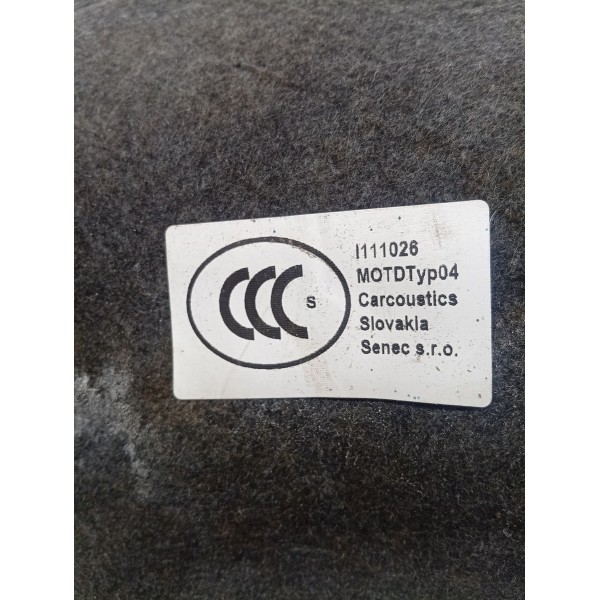 CCC S
I111026
MOTDTyp04
Carcoustics
Slovakia
Senec s.r.o.